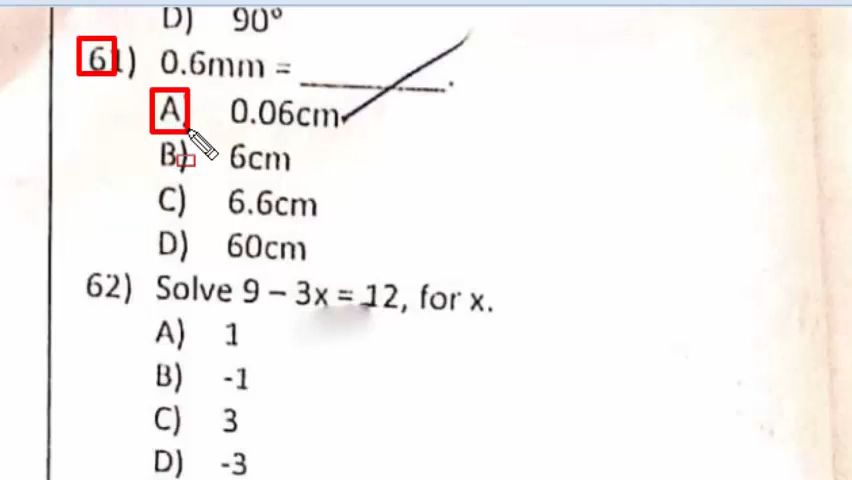 D) 90º
61) 0.6mm = ________.
A) 0.06cm
B) 6cm
C) 6.6cm
D) 60cm
62) Solve 9 – 3x = 12, for x.
A) 1
B) -1
C) 3
D) -3